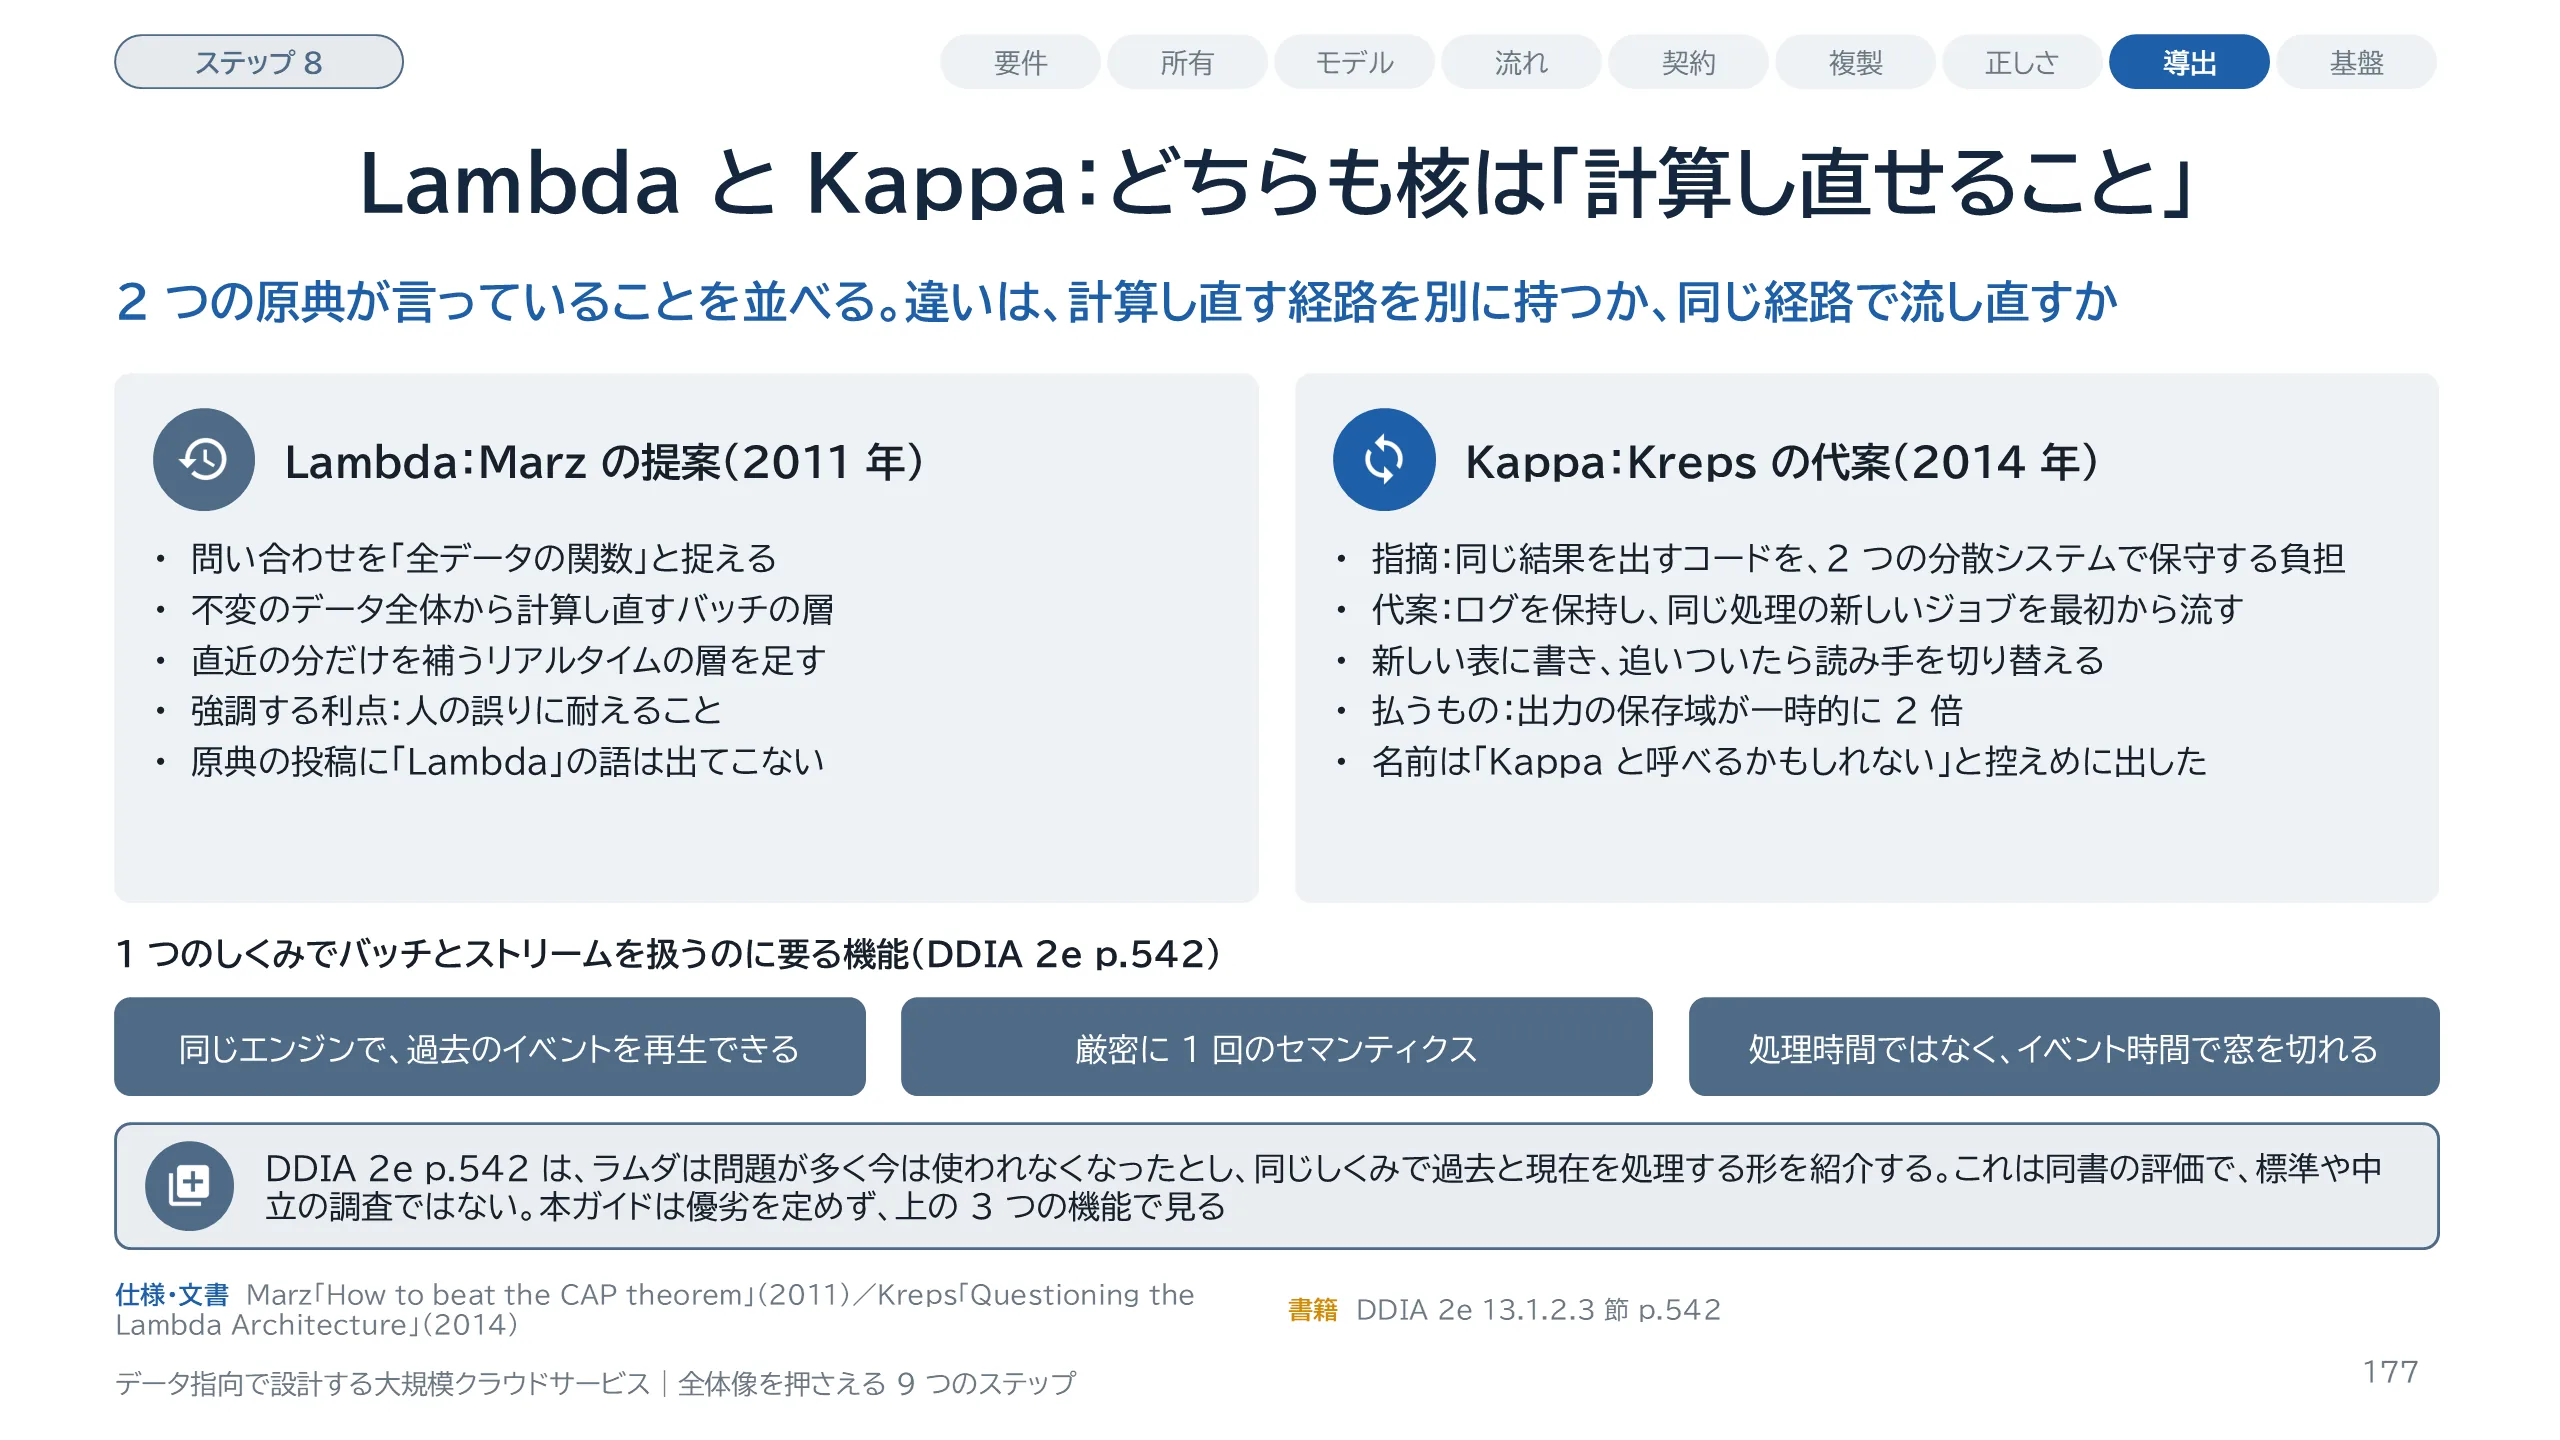 ステップ 8
要件
所有
モデル
流れ
契約
複製
正しさ
導出
基盤
Lambda と Kappa：どちらも核は「計算し直せること」
2 つの原典が言っていることを並べる。違いは、計算し直す経路を別に持つか、同じ経路で流し直すか
Lambda：Marz の提案（2011 年）
・ 問い合わせを「全データの関数」と捉える
・ 不変のデータ全体から計算し直すバッチの層
・ 直近の分だけを補うリアルタイムの層を足す
・ 強調する利点：人の誤りに耐えること
・ 原典の投稿に「Lambda」の語は出てこない
Kappa：Kreps の代案（2014 年）
・ 指摘：同じ結果を出すコードを、2 つの分散システムで保守する負担
・ 代案：ログを保持し、同じ処理の新しいジョブを最初から流す
・ 新しい表に書き、追いついたら読み手を切り替える
・ 払うもの：出力の保存域が一時的に 2 倍
・ 名前は「Kappa と呼べるかもしれない」と控えめに出した
1 つのしくみでバッチとストリームを扱うのに要る機能（DDIA 2e p.542）
同じエンジンで、過去のイベントを再生できる
厳密に 1 回のセマンティクス
処理時間ではなく、イベント時間で窓を切れる
DDIA 2e p.542 は、ラムダは問題が多く今は使われなくなったとし、同じしくみで過去と現在を処理する形を紹介する。これは同書の評価で、標準や中
立の調査ではない。本ガイドは優劣を定めず、上の 3 つの機能で見る
仕様・文書 Marz「How to beat the CAP theorem」（2011）／Kreps「Questioning the
Lambda Architecture」（2014）
書籍 DDIA 2e 13.1.2.3 節 p.542
データ指向で設計する大規模クラウドサービス｜全体像を押さえる 9 つのステップ
177